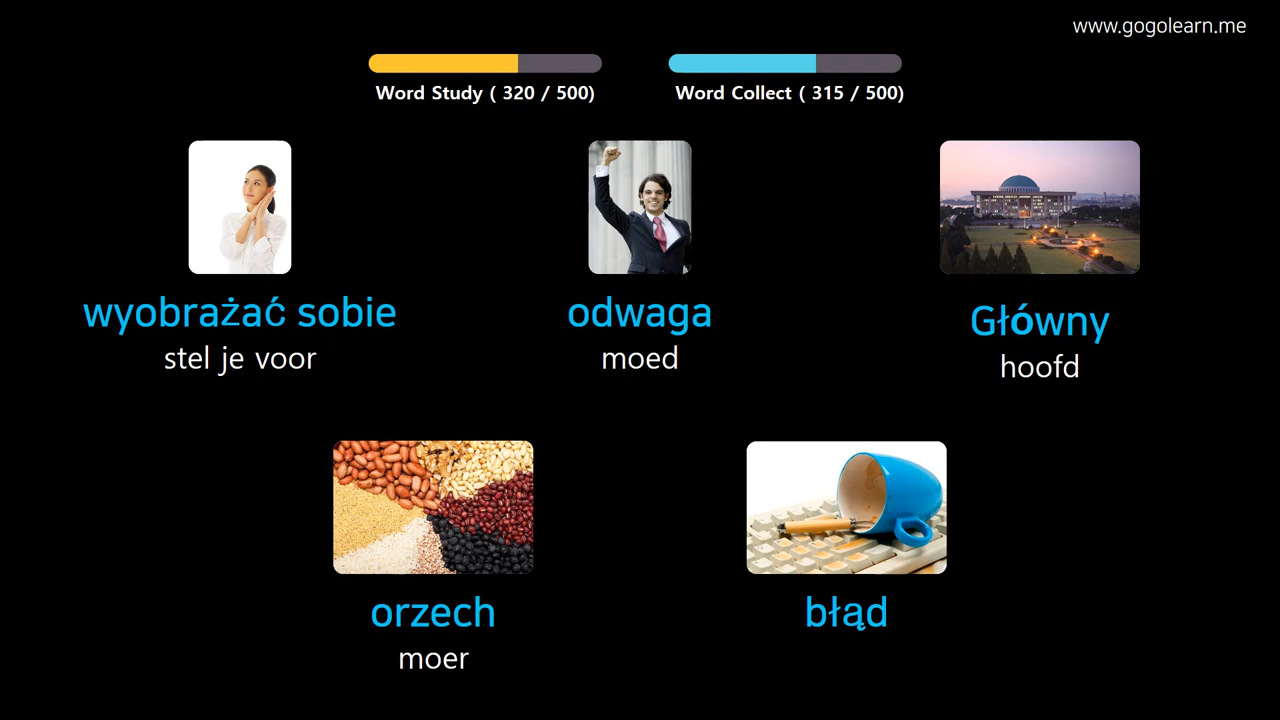 www.gogolearn.me
Word Study ( 320 / 500)
Word Collect ( 315 / 500)
wyobrażać sobie
stel je voor
odwaga
moed
Główny
hoofd
orzech
moer
błąd